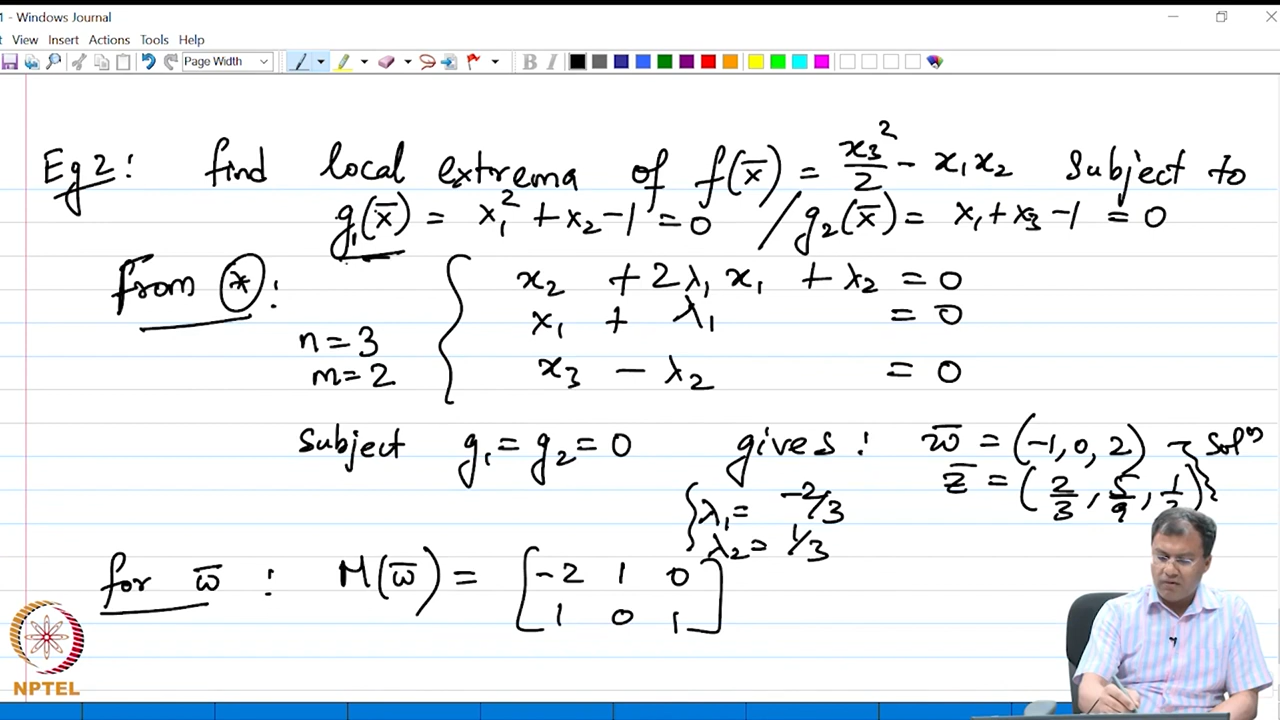 1 - Windows Journal
View Insert Actions Tools Help
Page Width
B I
Eg 2: find local extrema of f(x̄) = x₃²/2 - x₁x₂ Subject to
g₁(x̄) = x₁² + x₂ - 1 = 0 / g₂(x̄) = x₁ + x₃ - 1 = 0
from *:
x₂ + 2λ₁x₁ + λ₂ = 0
x₁ + λ₁ = 0
n = 3
m = 2
x₃ - λ₂ = 0
Subject g₁ = g₂ = 0 gives: w̄ = (-1, 0, 2) } Solⁿ
z̄ = (2/3, 5/9, 1/
λ₁ = -2/3
λ₂ = 1/3
for w̄: M(w̄) = [-2 1 0
1 0 1]
NPTEL